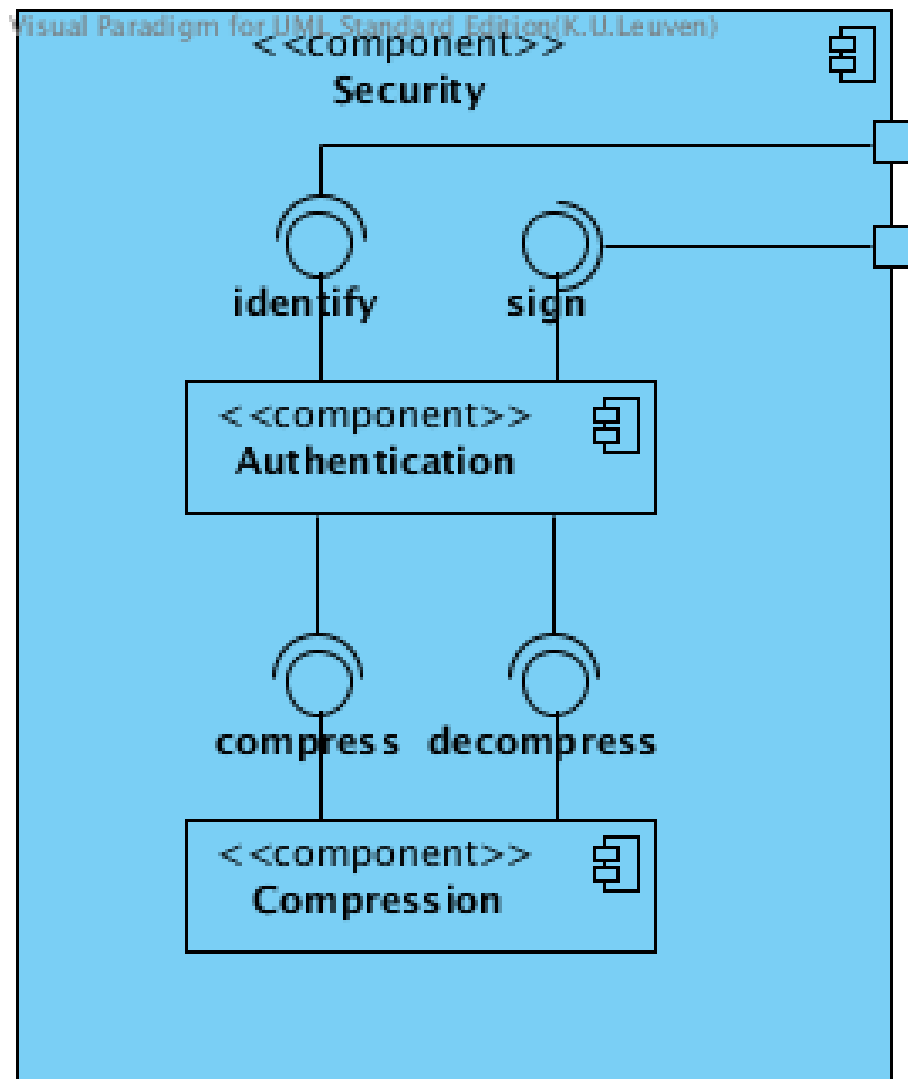 Visual Paradigm for UML Standard Edition(K.U.Leuven)
<<component>>
Security
identify
sign
<<component>>
Authentication
compress
decompress
<<component>>
Compression